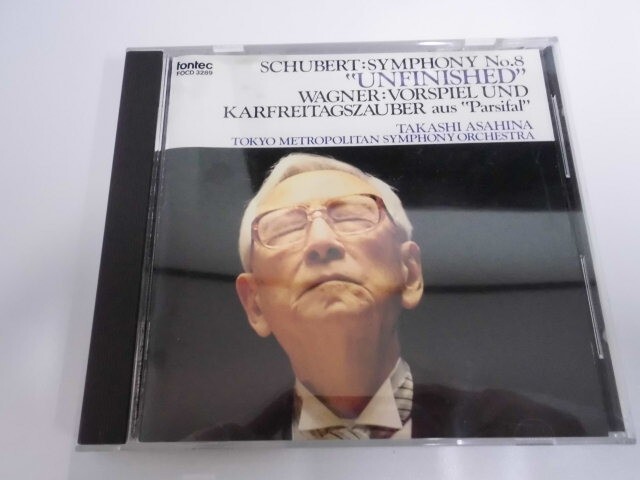 fontec
FOCD 3289
SCHUBERT:SYMPHONY No.8
"UNFINISHED"
WAGNER:VORSPIEL UND
KARFREITAGSZAUBER aus "Parsifal"
TAKASHI ASAHINA
TOKYO METROPOLITAN SYMPHONY ORCHESTRA